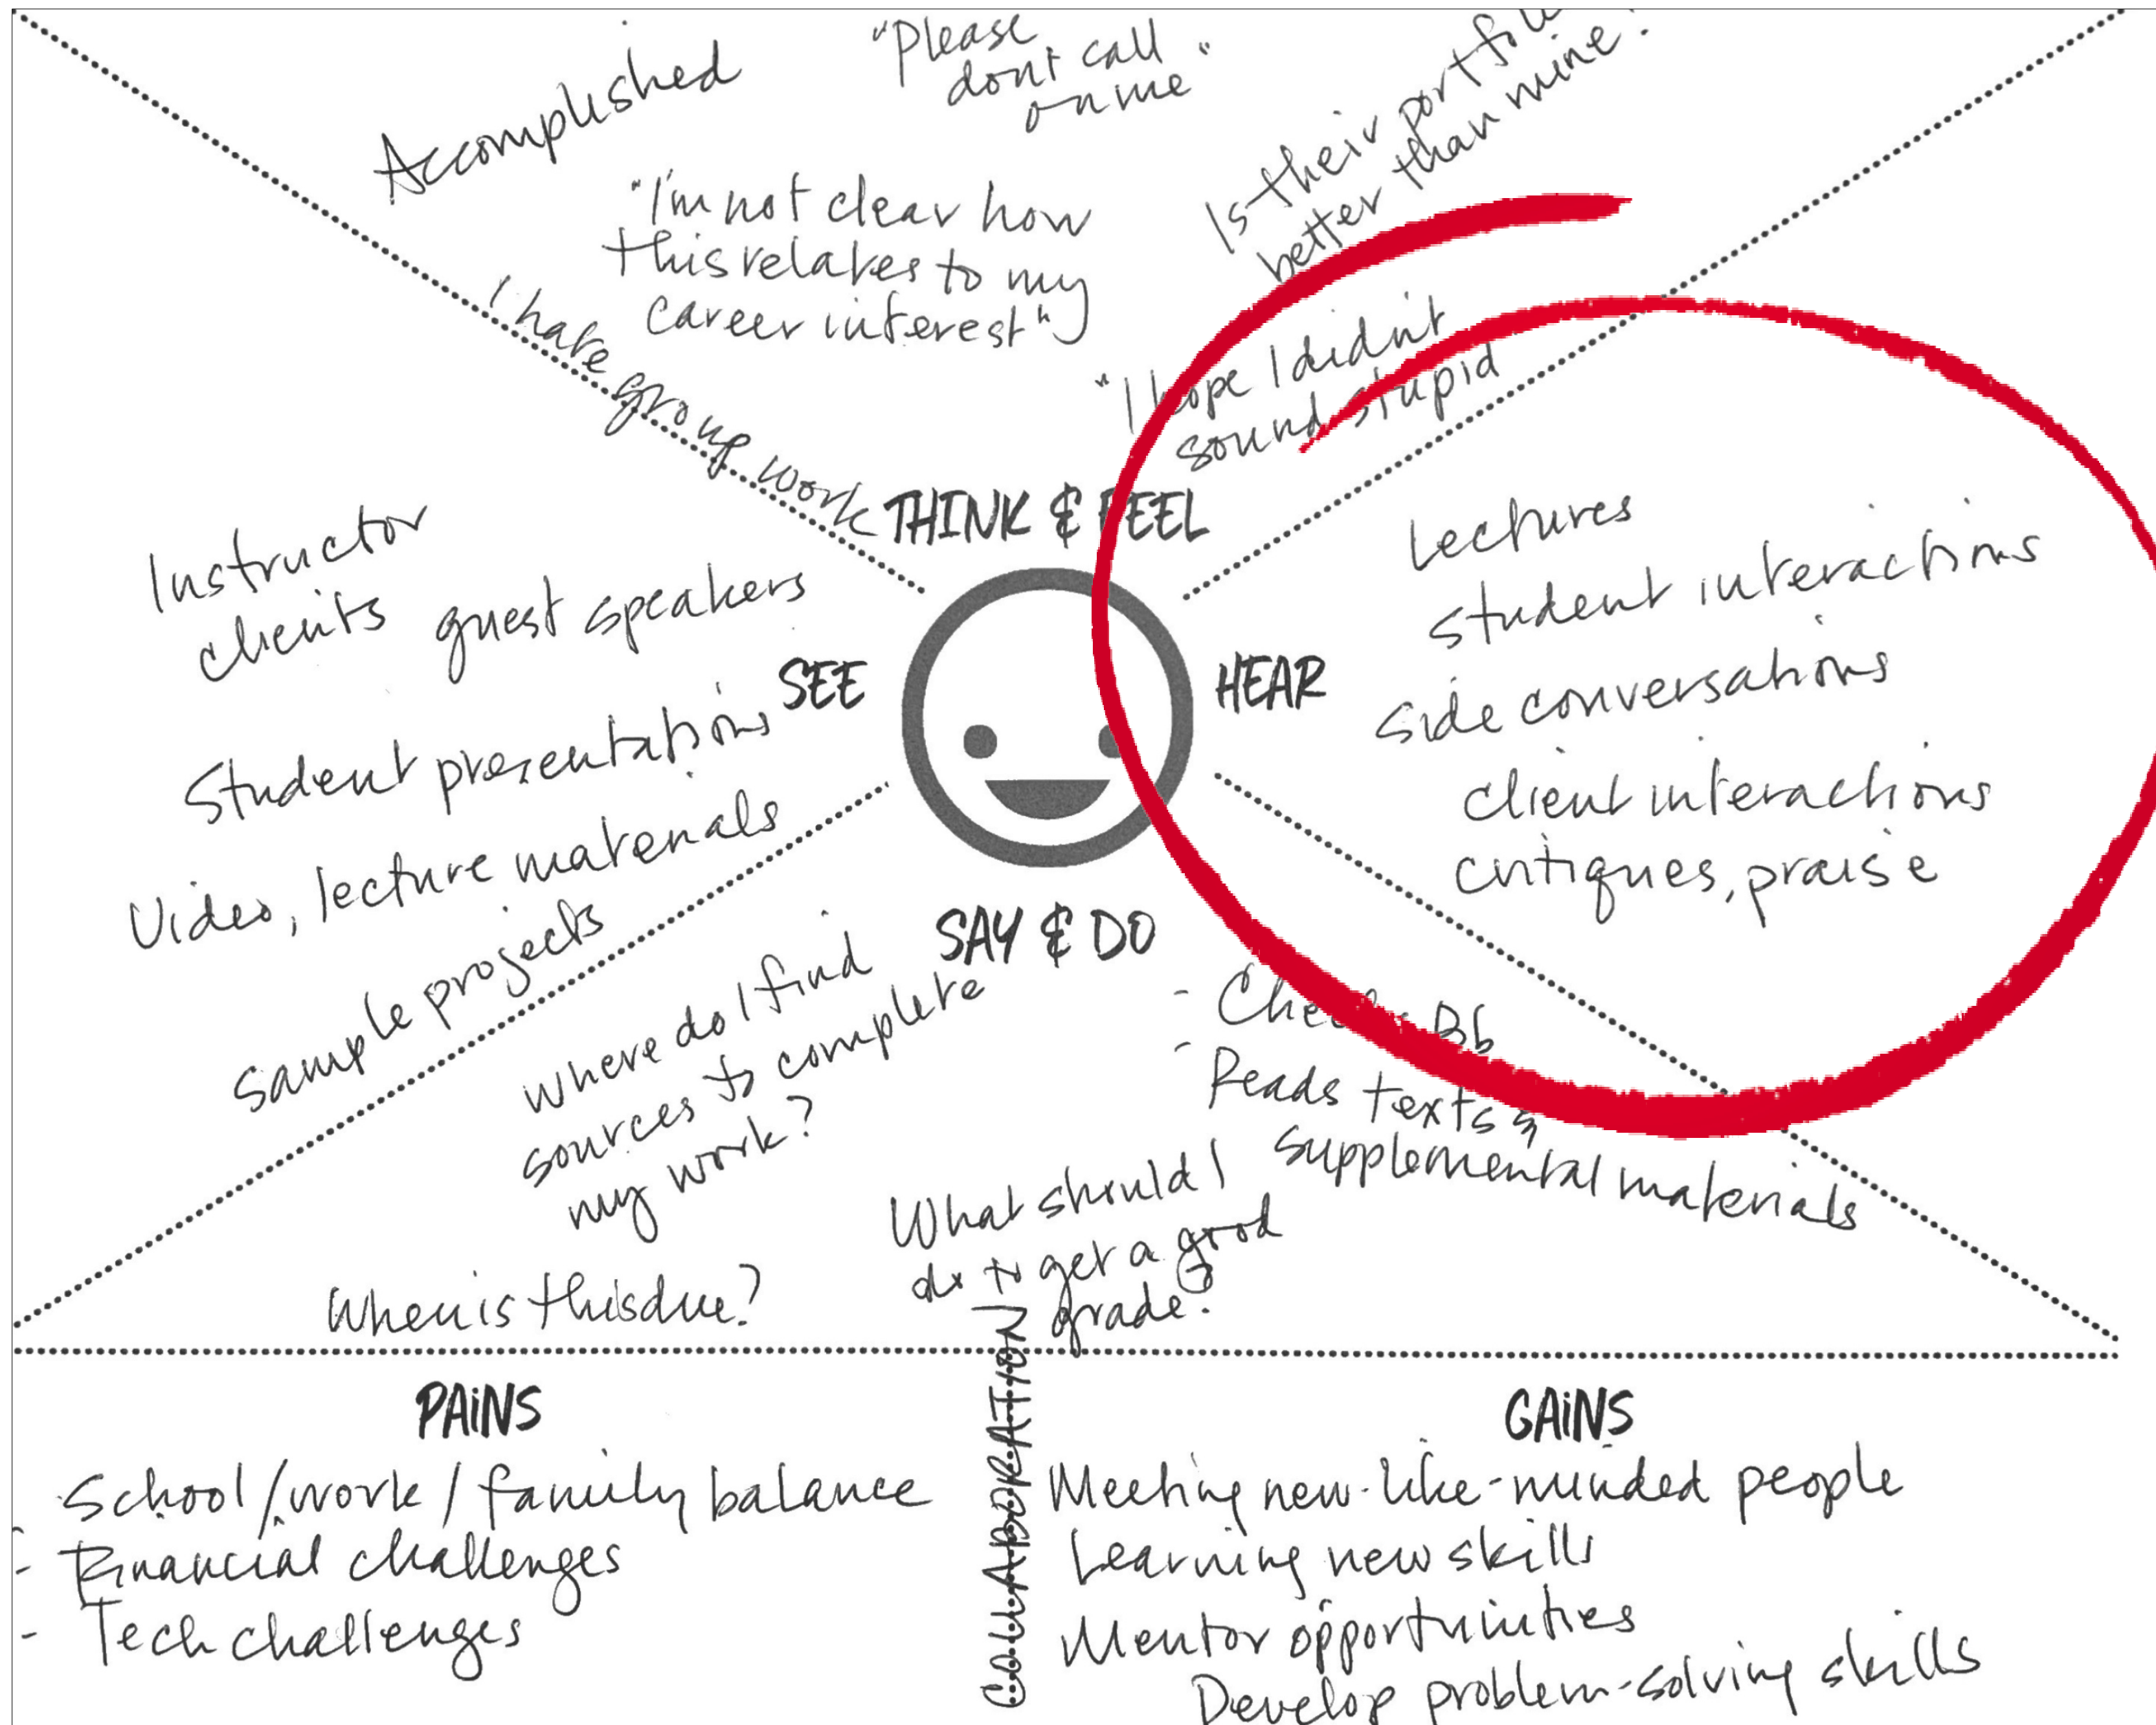 Accomplished
"Please
don't call
on me"
Is their portfolio
better than mine?
"I'm not clear how
this relates to my
career interest"
I hate group work
"I hope I didn't
sound stupid
THINK & FEEL
Instructor
clients guest speakers
Student presentations
Video, lecture materials
sample projects
SEE
HEAR
Lectures
student interactions
side conversations
client interactions
critiques, praise
SAY & DO
where do I find
sources to complete
my work?
When is this due?
What should I
do to get a good
grade?
- Checks Bb
- Reads texts &
supplemental materials
PAINS
- School/work/family balance
- Financial challenges
- Tech challenges
COLLABORATION
GAINS
Meeting new-like-minded people
Learning new skills
Mentor opportunities
Develop problem-solving skills